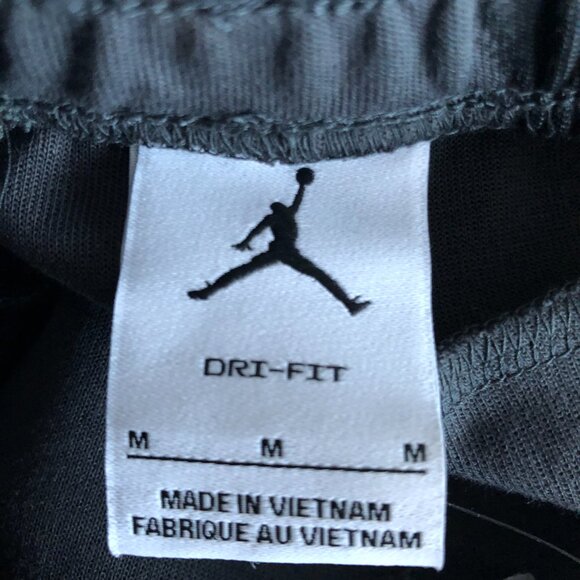 DRI-FIT
M M M
MADE IN VIETNAM
FABRIQUE AU VIETNAM